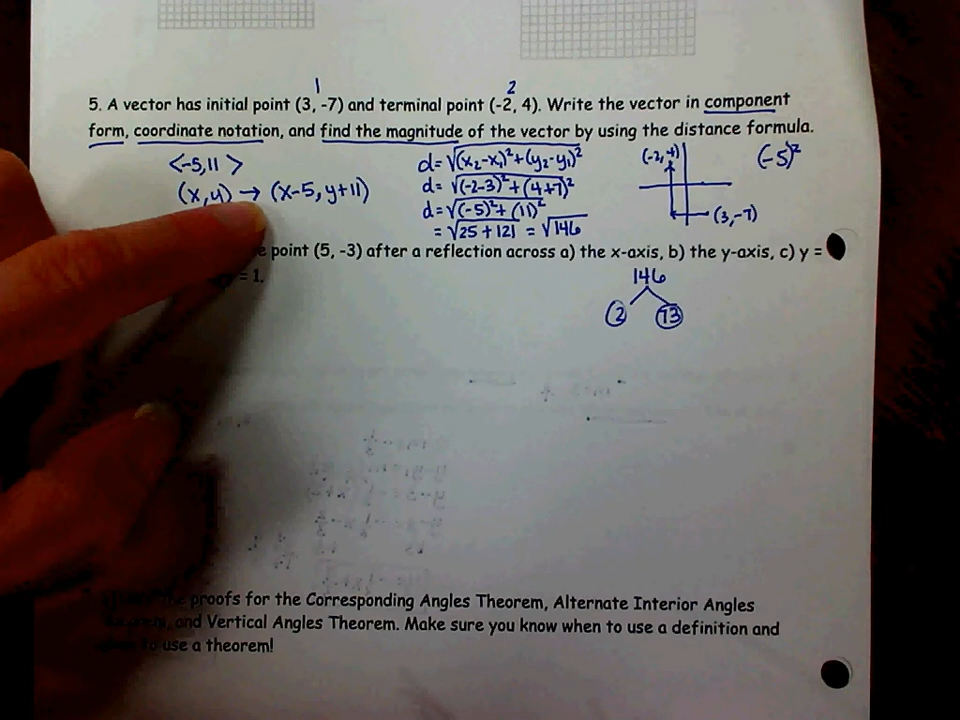 1 2
5. A vector has initial point (3, -7) and terminal point (-2, 4). Write the vector in component
form, coordinate notation, and find the magnitude of the vector by using the distance formula.
<-5, 11 >
(x,y) → (x-5, y+11)
d=√(x₂-x₁)²+(y₂-y₁)²
d= √(-2-3)²+(4+7)²
d=√(-5)²+(11)²
= √25 + 121 = √146
(-2,4)
(3,-7)
(-5)²
point (5, -3) after a reflection across a) the x-axis, b) the y-axis, c) y =
= 1.
146
2 73
proofs for the Corresponding Angles Theorem, Alternate Interior Angles
and Vertical Angles Theorem. Make sure you know when to use a definition and
to use a theorem!